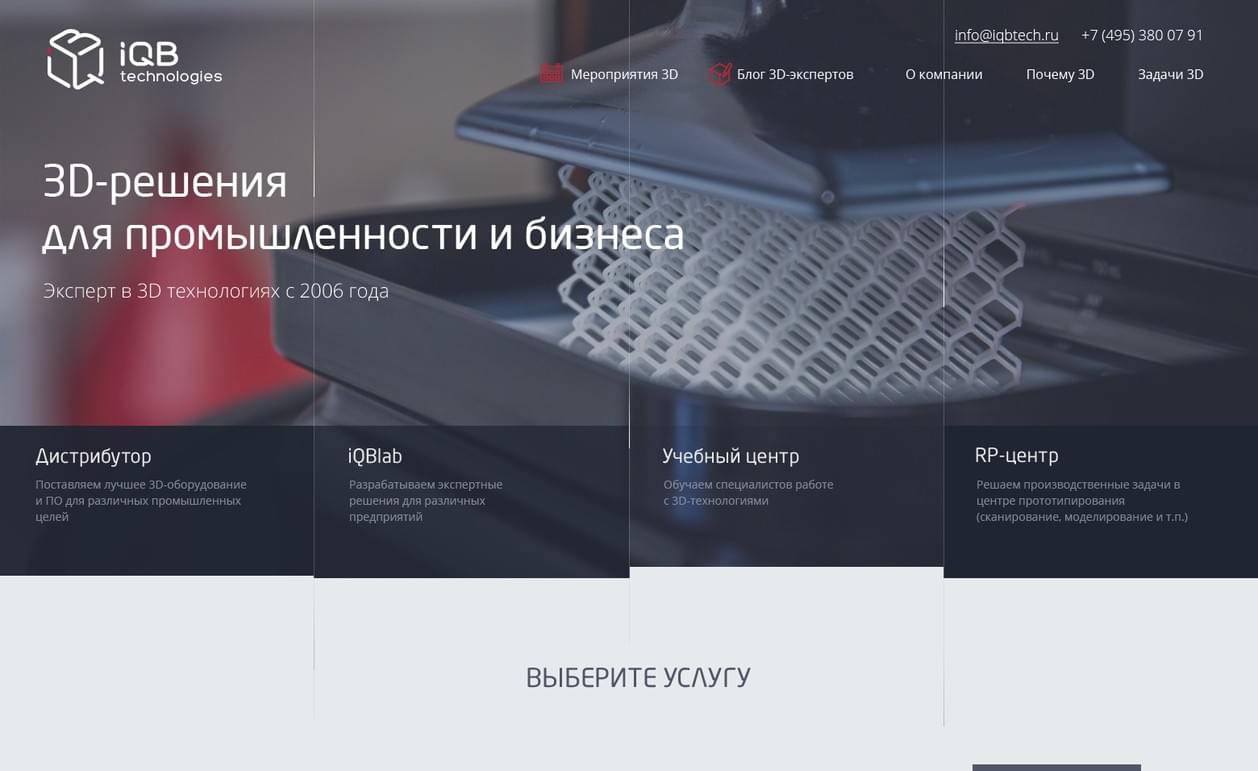 iQB
technologies
info@iqbtech.ru +7 (495) 380 07 91
Мероприятия 3D Блог 3D-экспертов О компании Почему 3D Задачи 3D
3D-решения
для промышленности и бизнеса
Эксперт в 3D технологиях с 2006 года
Дистрибутор
Поставляем лучшее 3D-оборудование
и ПО для различных промышленных
целей
iQBlab
Разрабатываем экспертные
решения для различных
предприятий
Учебный центр
Обучаем специалистов работе
с 3D-технологиями
RP-центр
Решаем производственные задачи в
центре прототипирования
(сканирование, моделирование и т.п.)
ВЫБЕРИТЕ УСЛУГУ